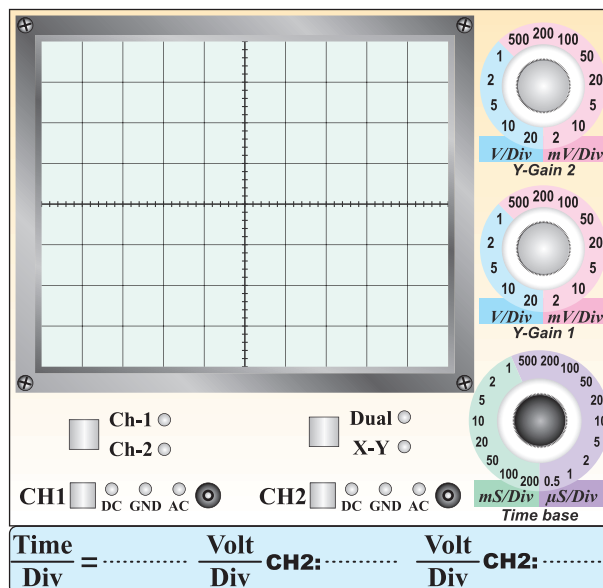 500 200 100
1 50
2 20
5 5
10 10
20 2
V/Div mV/Div
Y-Gain 2
500 200 100
1 50
2 20
5 5
10 10
20 2
V/Div mV/Div
Y-Gain 1
500 200
1 100
2 50
5 20
10 10
20 5
50 2
100 200 0.5 1
mS/Div µS/Div
Time base
Ch-1 Dual
Ch-2 X-Y
CH1 DC GND AC CH2 DC GND AC
Time Volt Volt
= ............ CH2: ............ CH2: ............
Div Div Div